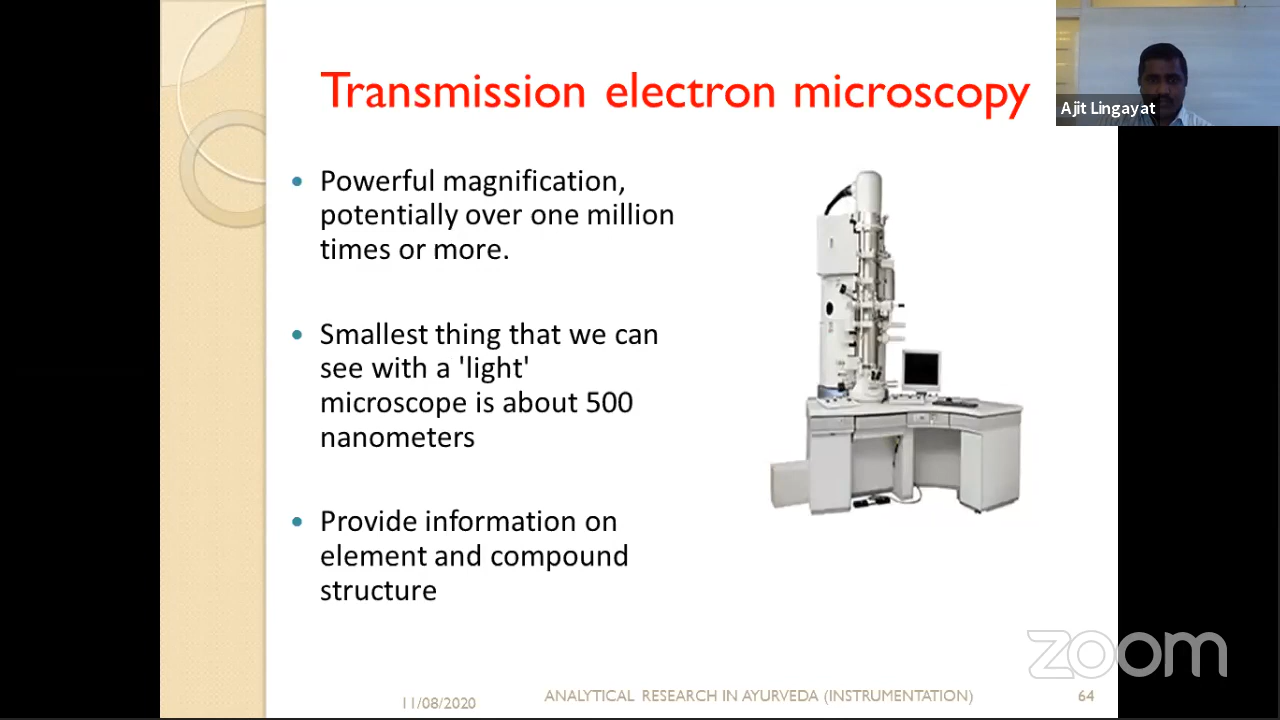 Transmission electron microscopy
Ajit Lingayat
• Powerful magnification,
potentially over one million
times or more.
• Smallest thing that we can
see with a 'light'
microscope is about 500
nanometers
• Provide information on
element and compound
structure
zoom
11/08/2020
ANALYTICAL RESEARCH IN AYURVEDA (INSTRUMENTATION)
64